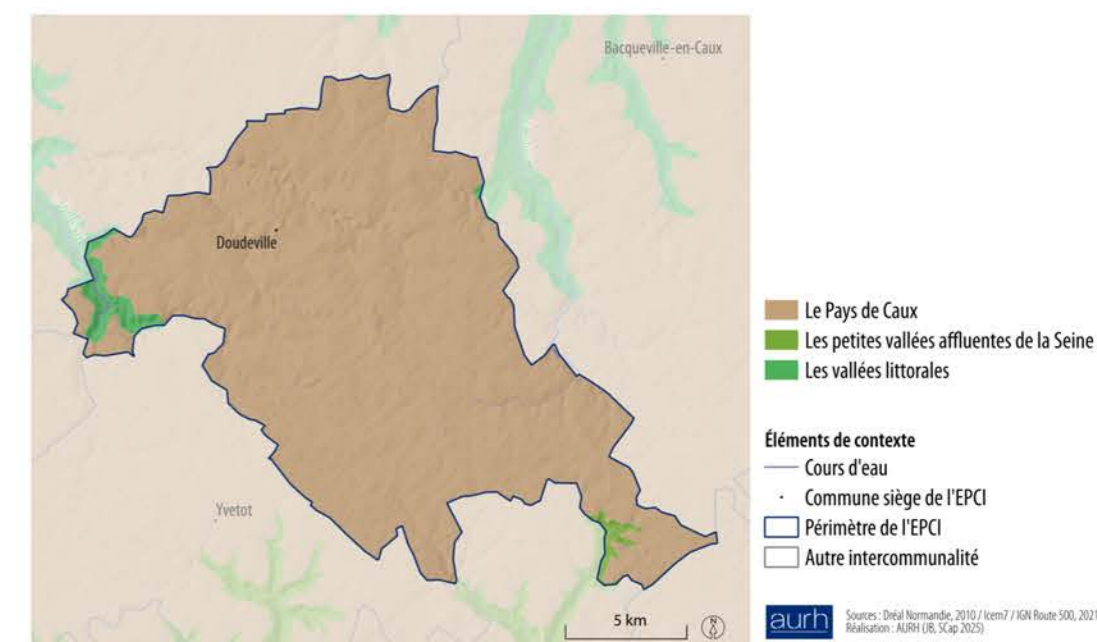 Bacqueville-en-Caux
Doudeville
Yvetot
5 km
N
Le Pays de Caux
Les petites vallées affluentes de la Seine
Les vallées littorales
Éléments de contexte
Cours d'eau
Commune siège de l'EPCI
Périmètre de l'EPCI
Autre intercommunalité
aurh
Sources : Dréal Normandie, 2010 / Icem7 / IGN Route 500, 2021
Réalisation : AURH (JB, SCap 2025)